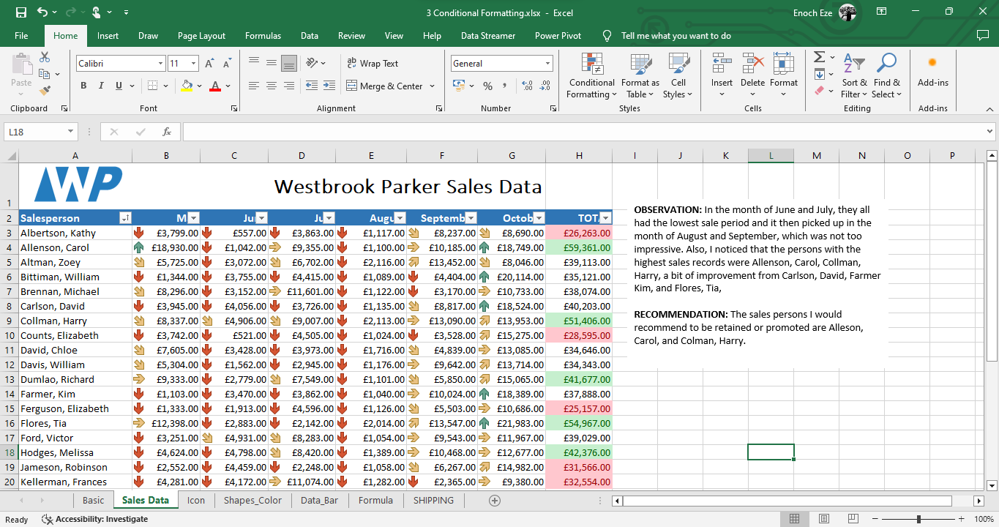 3 Conditional Formatting.xlsx - Excel
Enoch Eze
File Home Insert Draw Page Layout Formulas Data Review View Help Data Streamer Power Pivot Tell me what you want to do
Paste
Clipboard
Calibri 11
B I U A A A
Font
ab Wrap Text
Merge & Center
Alignment
General
% ,
Number
Conditional Formatting
Format as Table
Cell Styles
Styles
Insert Delete Format
Cells
Sort & Filter
Find & Select
Editing
Add-ins
Add-ins
L18
fx
A B C D E F G H I J K L M N O P
1 WP Westbrook Parker Sales Data
2 Salesperson M Ju Ju Augu Septemb Octob TOT
3 Albertson, Kathy £3,799.00 £557.00 £3,863.00 £1,117.00 £8,237.00 £8,690.00 £26,263.00
4 Allenson, Carol £18,930.00 £1,042.00 £9,355.00 £1,100.00 £10,185.00 £18,749.00 £59,361.00
5 Altman, Zoey £5,725.00 £3,072.00 £6,702.00 £2,116.00 £13,452.00 £8,046.00 £39,113.00
6 Bittiman, William £1,344.00 £3,755.00 £4,415.00 £1,089.00 £4,404.00 £20,114.00 £35,121.00
7 Brennan, Michael £8,296.00 £3,152.00 £11,601.00 £1,122.00 £3,170.00 £10,733.00 £38,074.00
8 Carlson, David £3,945.00 £4,056.00 £3,726.00 £1,135.00 £8,817.00 £18,524.00 £40,203.00
9 Collman, Harry £8,337.00 £4,906.00 £9,007.00 £2,113.00 £13,090.00 £13,953.00 £51,406.00
10 Counts, Elizabeth £3,742.00 £521.00 £4,505.00 £1,024.00 £3,528.00 £15,275.00 £28,595.00
11 David, Chloe £7,605.00 £3,428.00 £3,973.00 £1,716.00 £4,839.00 £13,085.00 £34,646.00
12 Davis, William £5,304.00 £1,562.00 £2,945.00 £1,176.00 £9,642.00 £13,714.00 £34,343.00
13 Dumlao, Richard £9,333.00 £2,779.00 £7,549.00 £1,101.00 £5,850.00 £15,065.00 £41,677.00
14 Farmer, Kim £1,103.00 £3,470.00 £3,862.00 £1,040.00 £10,024.00 £18,389.00 £37,888.00
15 Ferguson, Elizabeth £1,333.00 £1,913.00 £4,596.00 £1,126.00 £5,503.00 £10,686.00 £25,157.00
16 Flores, Tia £12,398.00 £2,883.00 £2,142.00 £2,014.00 £13,547.00 £21,983.00 £54,967.00
17 Ford, Victor £3,251.00 £4,931.00 £8,283.00 £1,054.00 £9,543.00 £11,967.00 £39,029.00
18 Hodges, Melissa £4,624.00 £4,798.00 £8,420.00 £1,389.00 £10,468.00 £12,677.00 £42,376.00
19 Jameson, Robinson £2,552.00 £4,459.00 £2,248.00 £1,058.00 £6,267.00 £14,982.00 £31,566.00
20 Kellerman, Frances £4,281.00 £4,172.00 £11,074.00 £1,282.00 £2,365.00 £9,380.00 £32,554.00
OBSERVATION: In the month of June and July, they all
had the lowest sale period and it then picked up in the
month of August and September, which was not too
impressive. Also, I noticed that the persons with the
highest sales records were Allenson, Carol, Collman,
Harry, a bit of improvement from Carlson, David, Farmer
Kim, and Flores, Tia,
RECOMMENDATION: The sales persons I would
recommend to be retained or promoted are Alleson,
Carol, and Colman, Harry.
Basic Sales Data Icon Shapes_Color Data_Bar Formula SHIPPING
Ready Accessibility: Investigate 100%